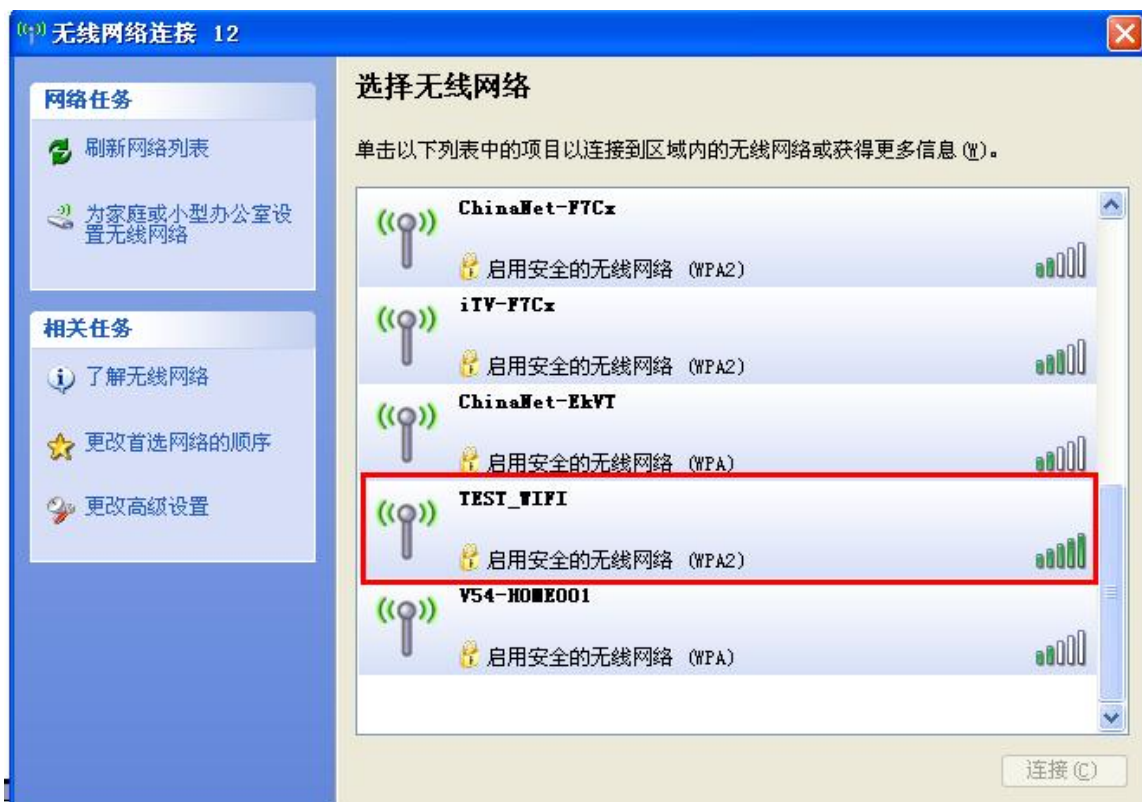 无线网络连接 12
网络任务
刷新网络列表
为家庭或小型办公室设
置无线网络
相关任务
了解无线网络
更改首选网络的顺序
更改高级设置
选择无线网络
单击以下列表中的项目以连接到区域内的无线网络或获得更多信息(W)。
ChinaNet-F7Cx
启用安全的无线网络 (WPA2)
iTV-F7Cx
启用安全的无线网络 (WPA2)
ChinaNet-EkVT
启用安全的无线网络 (WPA)
TEST_WIFI
启用安全的无线网络 (WPA2)
V54-HOME001
启用安全的无线网络 (WPA)
连接(C)